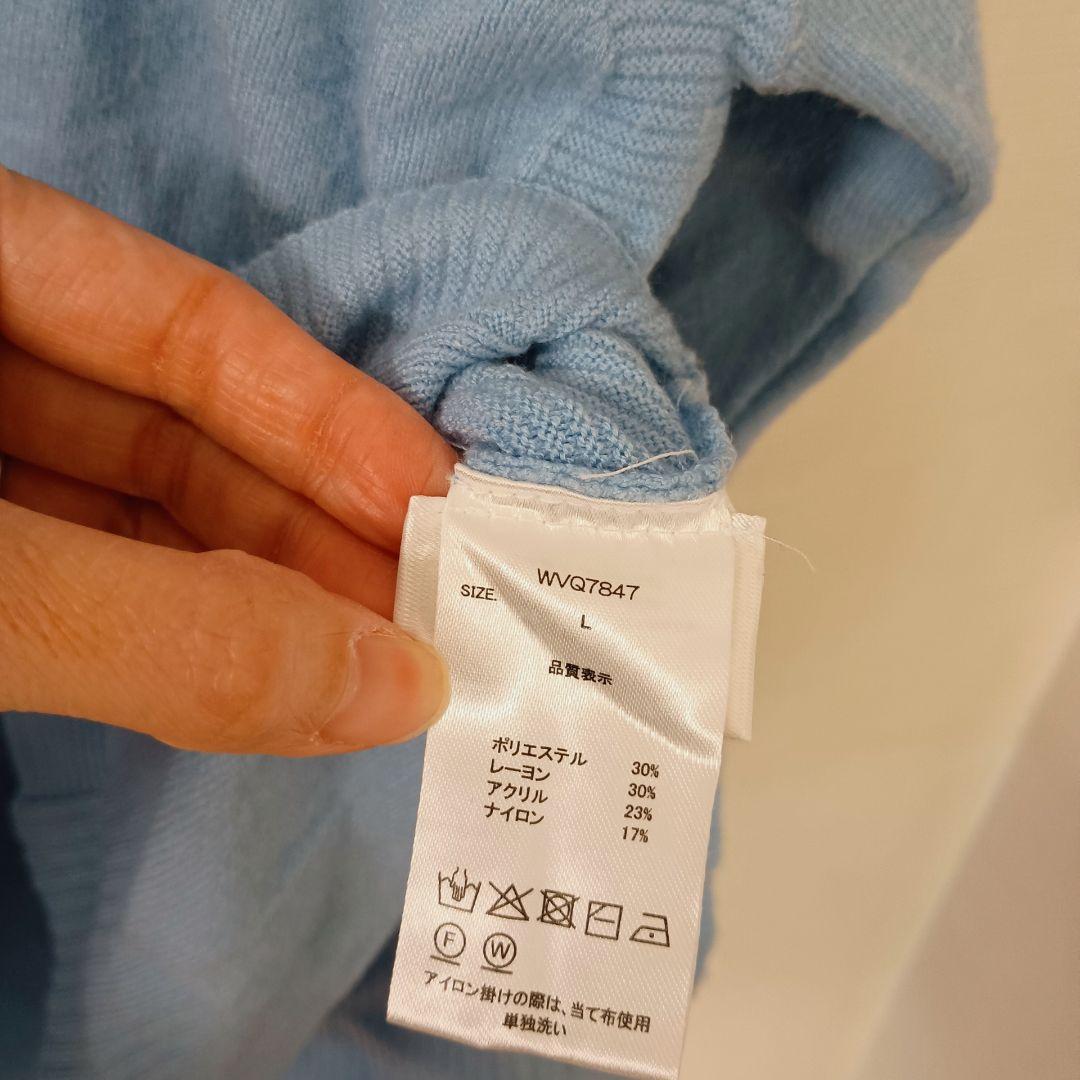 WVQ7847
SIZE.
L
品質表示
ポリエステル 30%
レーヨン 30%
アクリル 23%
ナイロン 17%
F W
アイロン掛けの際は、当て布使用
単独洗い